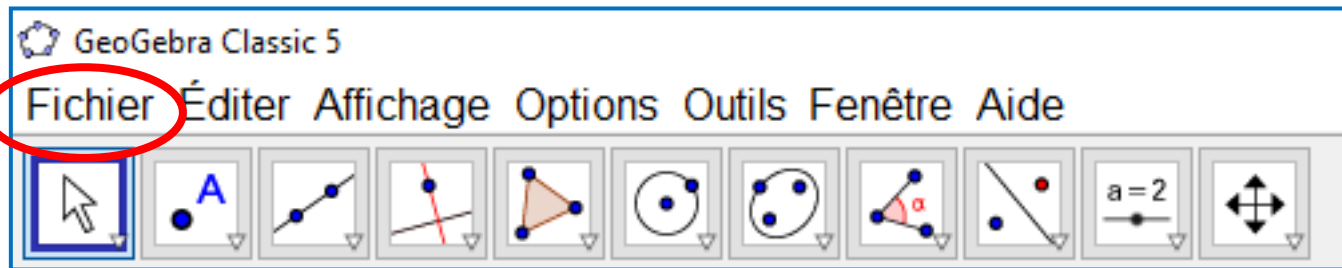 GeoGebra Classic 5
Fichier Éditer Affichage Options Outils Fenêtre Aide
A α a = 2